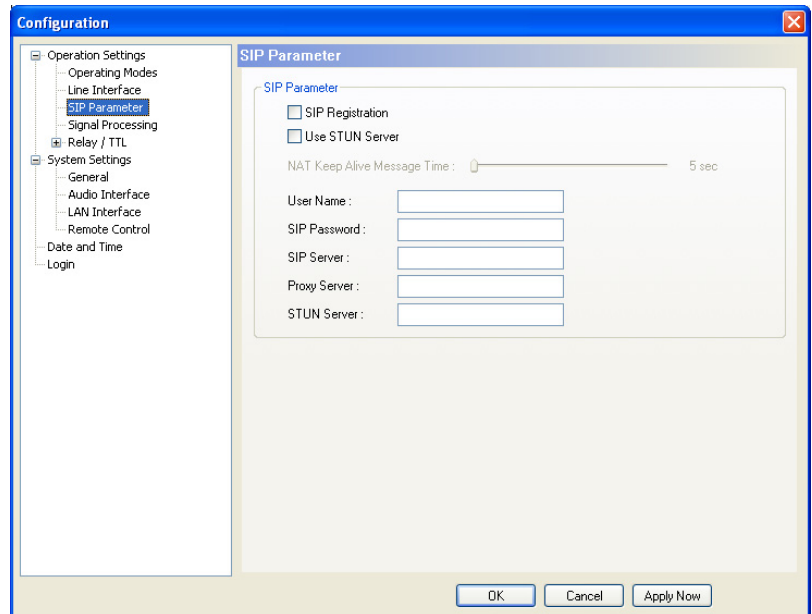 Configuration
Operation Settings
Operating Modes
Line Interface
SIP Parameter
Signal Processing
Relay / TTL
System Settings
General
Audio Interface
LAN Interface
Remote Control
Date and Time
Login
SIP Parameter
SIP Parameter
SIP Registration
Use STUN Server
NAT Keep Alive Message Time : 5 sec
User Name :
SIP Password :
SIP Server :
Proxy Server :
STUN Server :
OK Cancel Apply Now